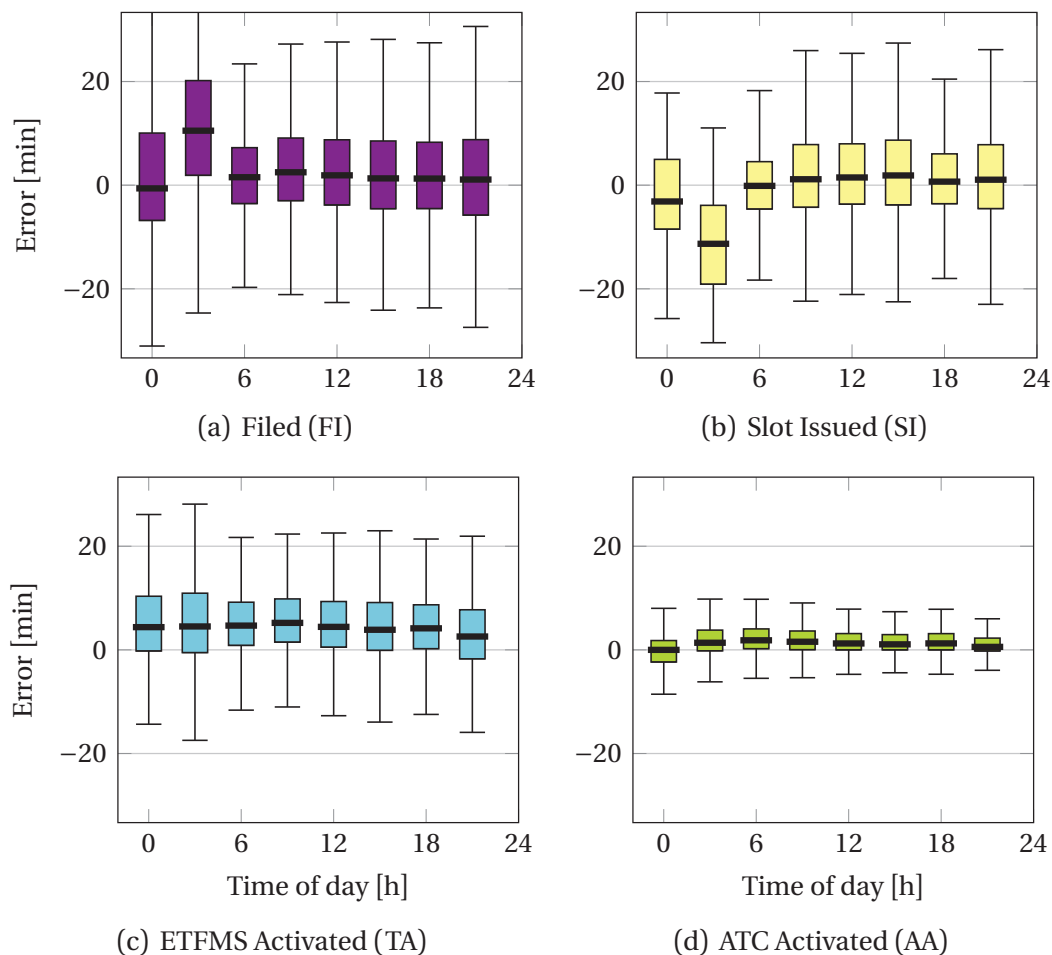 Error [min]
20
0
−20
0 6 12 18 24
(a) Filed (FI)
20
0
−20
0 6 12 18 24
(b) Slot Issued (SI)
Error [min]
20
0
−20
0 6 12 18 24
Time of day [h]
(c) ETFMS Activated (TA)
20
0
−20
0 6 12 18 24
Time of day [h]
(d) ATC Activated (AA)